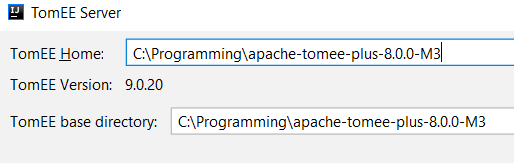 IJ TomEE Server
TomEE Home: C:\Programming\apache-tomee-plus-8.0.0-M3
TomEE Version: 9.0.20
TomEE base directory: C:\Programming\apache-tomee-plus-8.0.0-M3